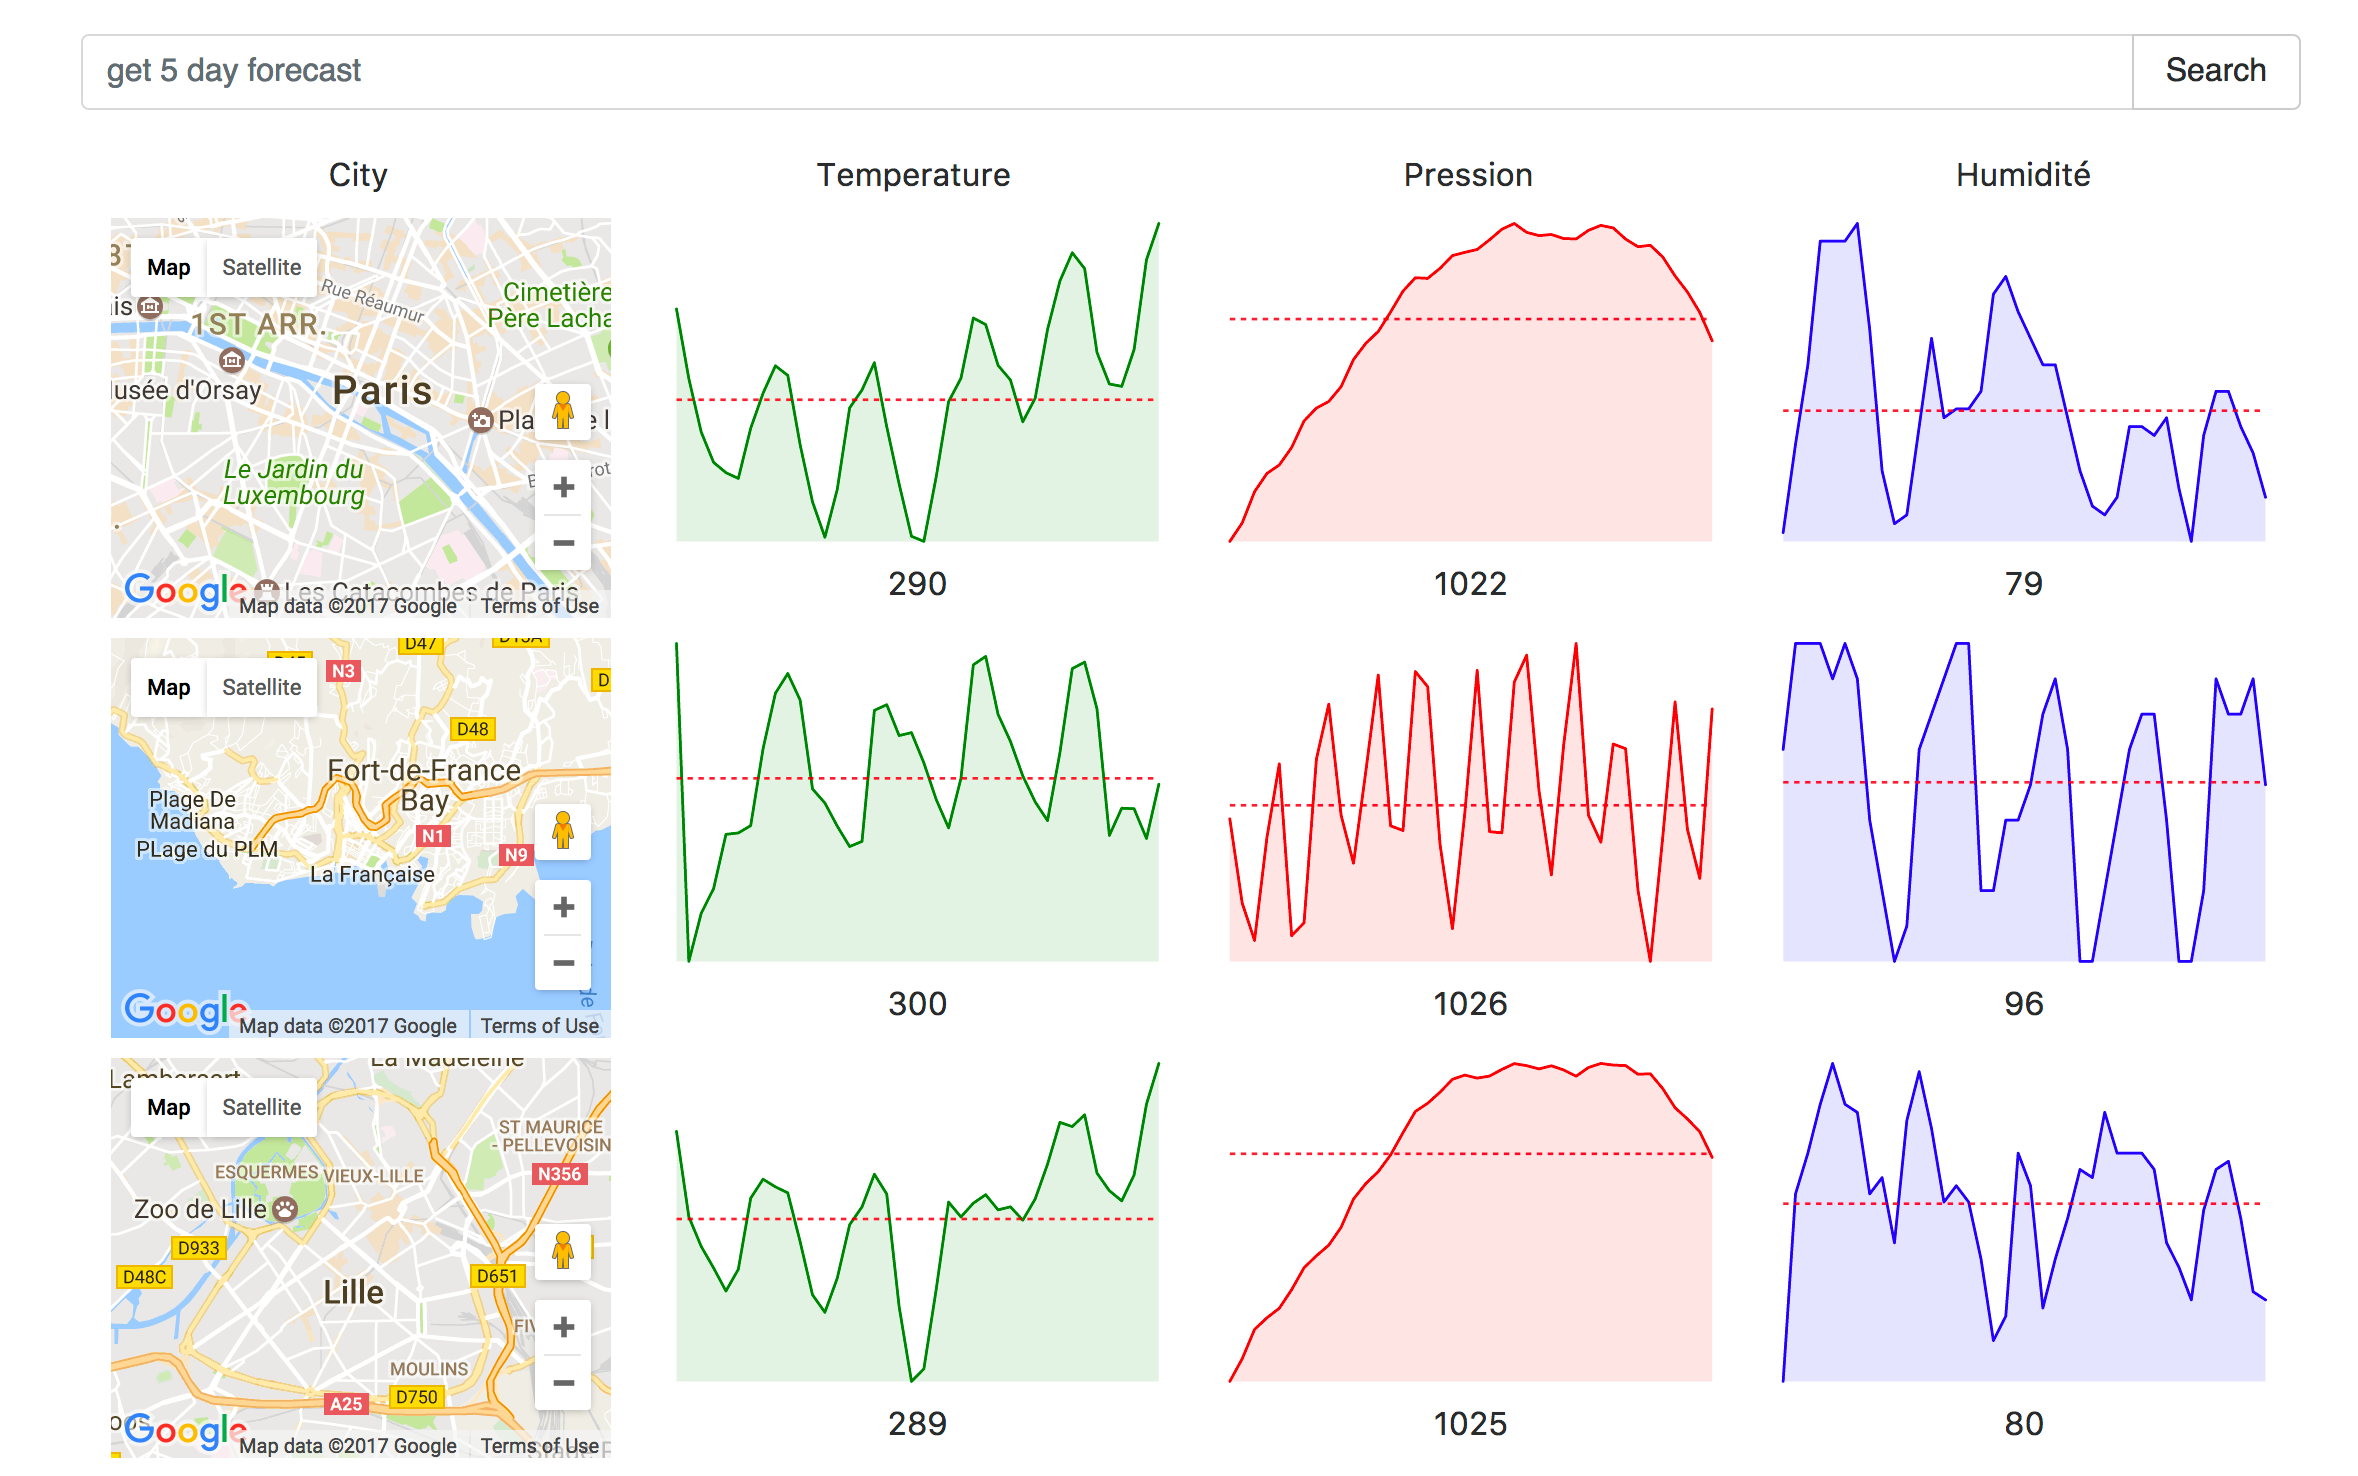 get 5 day forecast
Search
City
Temperature
Pression
Humidité
Map
Satellite
Rue Réaumur
Cimetière
Père Lacha
1ST ARR.
usée d'Orsay
Paris
Pla
Le Jardin du
Luxembourg
Les Catacombes de Paris
Google
Map data ©2017 Google
Terms of Use
290
1022
79
D47
D15A
Map
Satellite
N3
D
D48
Fort-de-France
Bay
Plage De
Madiana
PLage du PLM
N1
N9
La Française
Google
Map data ©2017 Google
Terms of Use
300
1026
96
La Madeleine
Lambersart
Map
Satellite
ST MAURICE
- PELLEVOISIN
N356
ESQUERMES
VIEUX-LILLE
Zoo de Lille
D933
D48C
D651
Lille
FIV
MOULINS
D750
A25
Google
Map data ©2017 Google
Terms of Use
289
1025
80